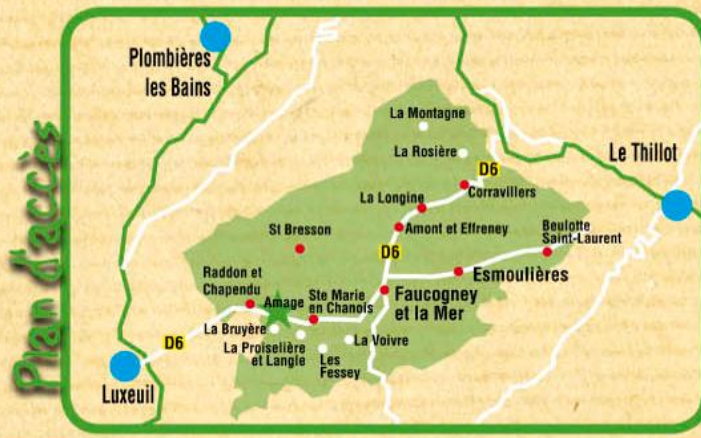 Plan d'accès
Plombières
les Bains
La Montagne
La Rosière
Le Thillot
D6
Corravillers
La Longine
Amont et Effreney
St Bresson
Beulotte
Saint-Laurent
D6
Esmoulières
Raddon et
Chapendu
Amage
Ste Marie
en Chanois
Faucogney
et la Mer
La Bruyère
La Voivre
D6
La Proiselière
et Langle
Les
Fessey
Luxeuil